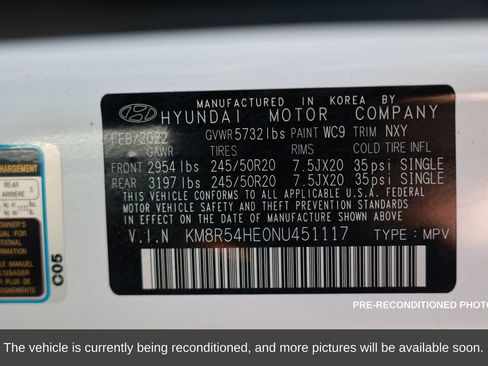 MANUFACTURED IN KOREA BY
HYUNDAI MOTOR COMPANY
FEB/2022 GVWR 5732 lbs PAINT WC9 TRIM NXY
GAWR TIRES RIMS COLD TIRE INFL
FRONT 2954 lbs 245/50R20 7.5JX20 35psi SINGLE
REAR 3197 lbs 245/50R20 7.5JX20 35psi SINGLE
THIS VEHICLE CONFORMS TO ALL APPLICABLE U.S.A. FEDERAL
MOTOR VEHICLE SAFETY AND THEFT PREVENTION STANDARDS
IN EFFECT ON THE DATE OF MANUFACTURE SHOWN ABOVE
V.I.N KM8R54HE0NU451117 TYPE : MPV
REAR
ARRIERE
C05
PRE-RECONDITIONED PHOTO
The vehicle is currently being reconditioned, and more pictures will be available soon.